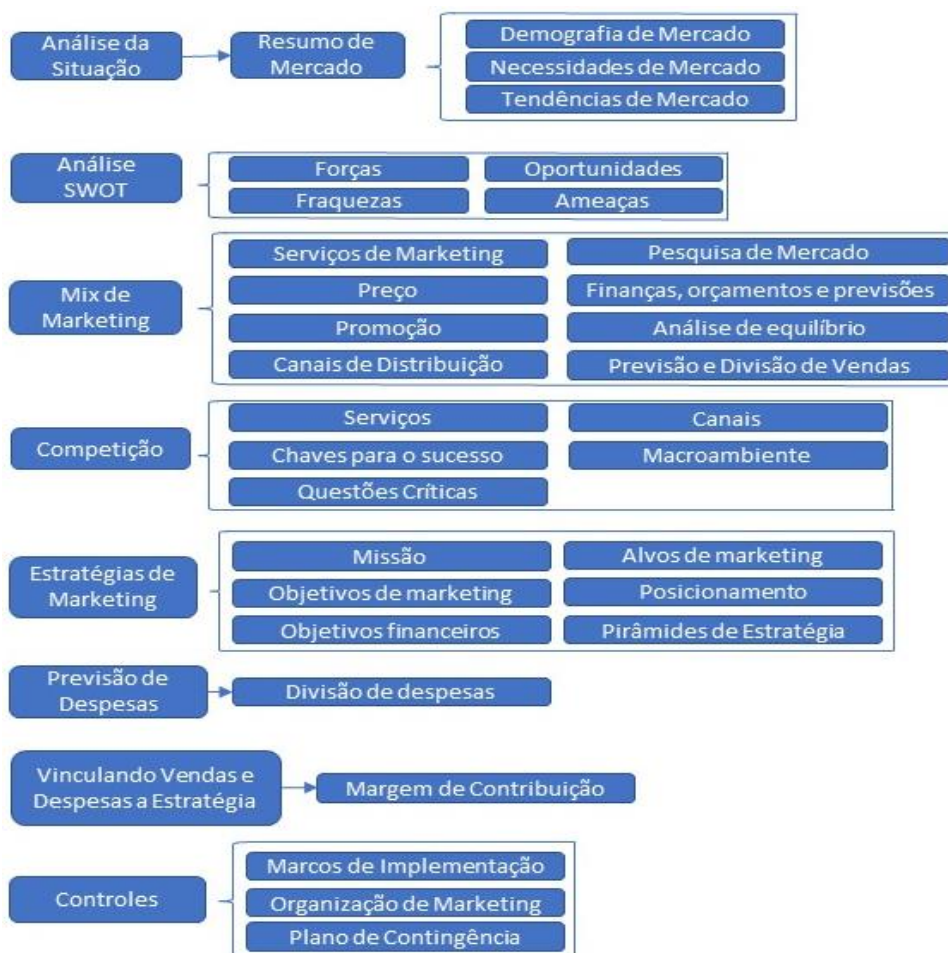 Análise da
Situação
Resumo de
Mercado
Demografia de Mercado
Necessidades de Mercado
Tendências de Mercado
Análise
SWOT
Forças
Oportunidades
Fraquezas
Ameaças
Mix de
Marketing
Serviços de Marketing
Pesquisa de Mercado
Preço
Finanças, orçamentos e previsões
Promoção
Análise de equilíbrio
Canais de Distribuição
Previsão e Divisão de Vendas
Competição
Serviços
Canais
Chaves para o sucesso
Macroambiente
Questões Críticas
Estratégias de
Marketing
Missão
Alvos de marketing
Objetivos de marketing
Posicionamento
Objetivos financeiros
Pirâmides de Estratégia
Previsão de
Despesas
Divisão de despesas
Vinculando Vendas e
Despesas a Estratégia
Margem de Contribuição
Controles
Marcos de Implementação
Organização de Marketing
Plano de Contingência